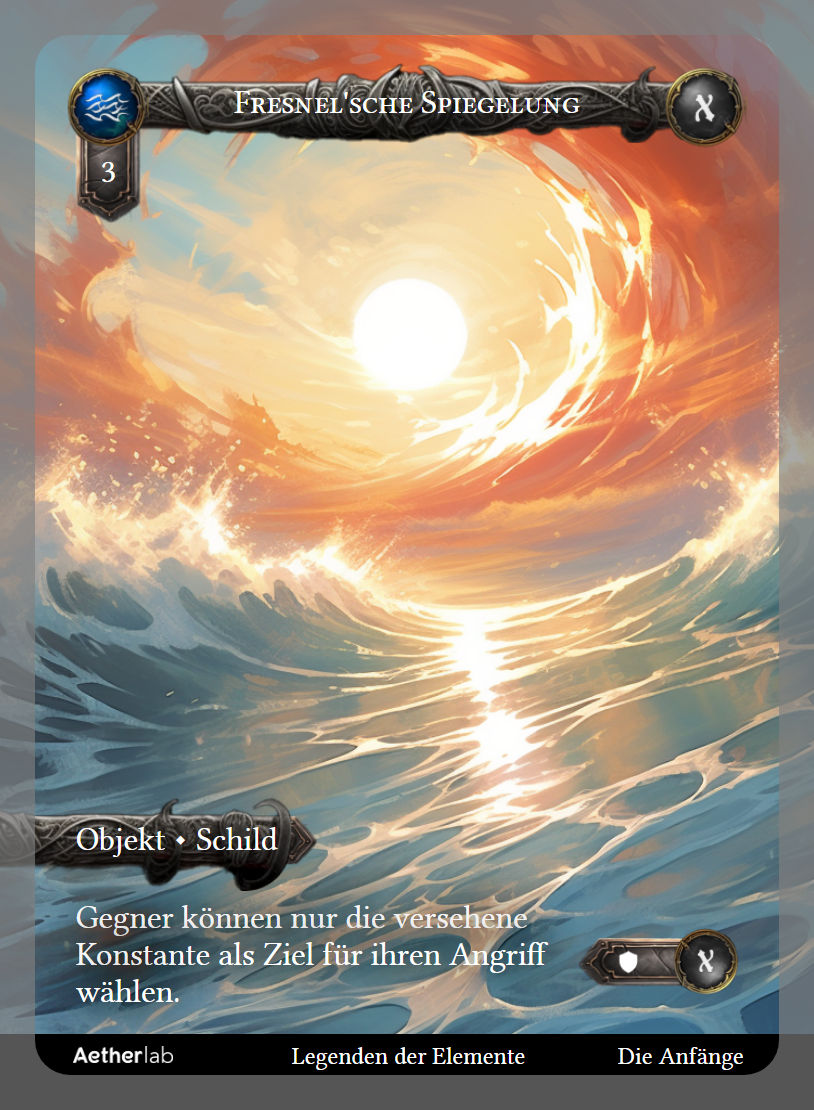 Fresnel'sche Spiegelung
3
Objekt • Schild
Gegner können nur die versehene
Konstante als Ziel für ihren Angriff
wählen.
Aetherlab
Legenden der Elemente
Die Anfänge